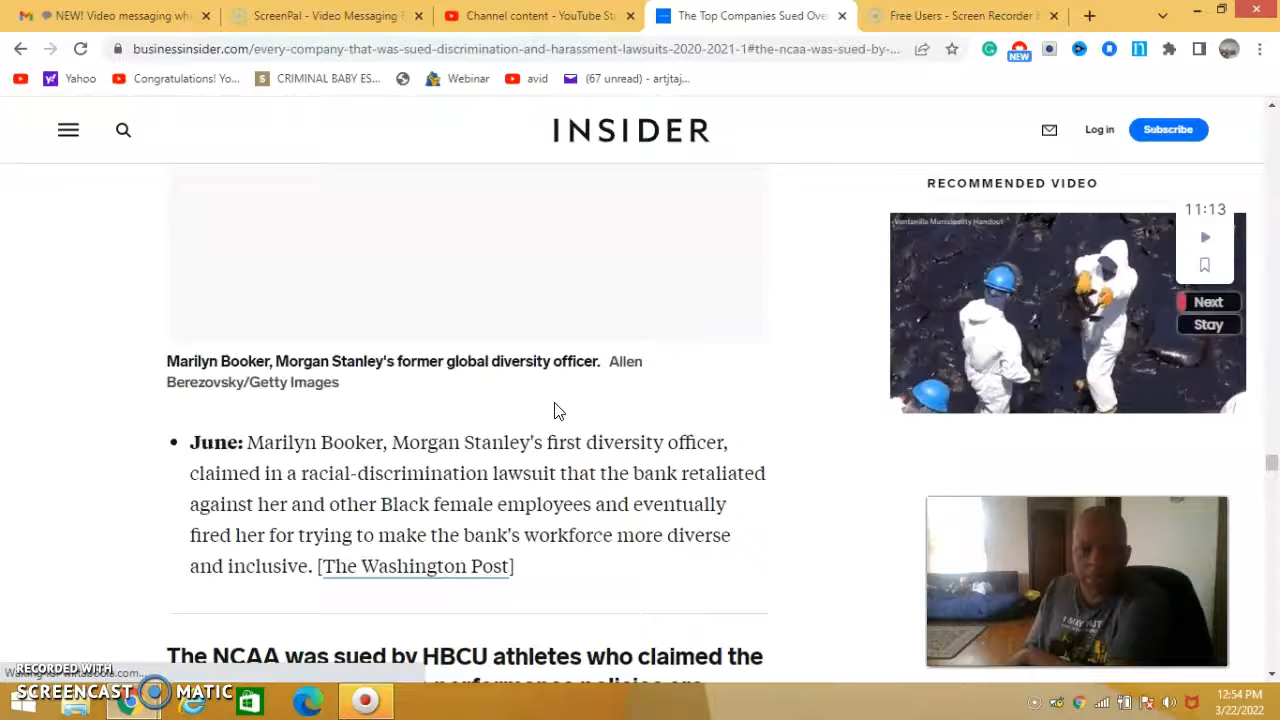 NEW! Video messaging wh
ScreenPal - Video Messaging
Channel content - YouTube St
The Top Companies Sued Ove
Free Users - Screen Recorder
businessinsider.com/every-company-that-was-sued-discrimination-and-harassment-lawsuits-2020-2021-1#the-ncaa-was-sued-by-...
NEW
Yahoo
Congratulations! Yo...
CRIMINAL BABY ES...
Webinar
avid
(67 unread) - artjtaj...
INSIDER
Log in
Subscribe
RECOMMENDED VIDEO
Ventanilla Municipality Handout
11:13
Next
Stay
Marilyn Booker, Morgan Stanley's former global diversity officer. Allen
Berezovsky/Getty Images
• June: Marilyn Booker, Morgan Stanley's first diversity officer,
claimed in a racial-discrimination lawsuit that the bank retaliated
against her and other Black female employees and eventually
fired her for trying to make the bank's workforce more diverse
and inclusive. [The Washington Post]
The NCAA was sued by HBCU athletes who claimed the
I MAY NOT
RECORDED WITH
SCREENCAST MATIC
12:54 PM
3/22/2022